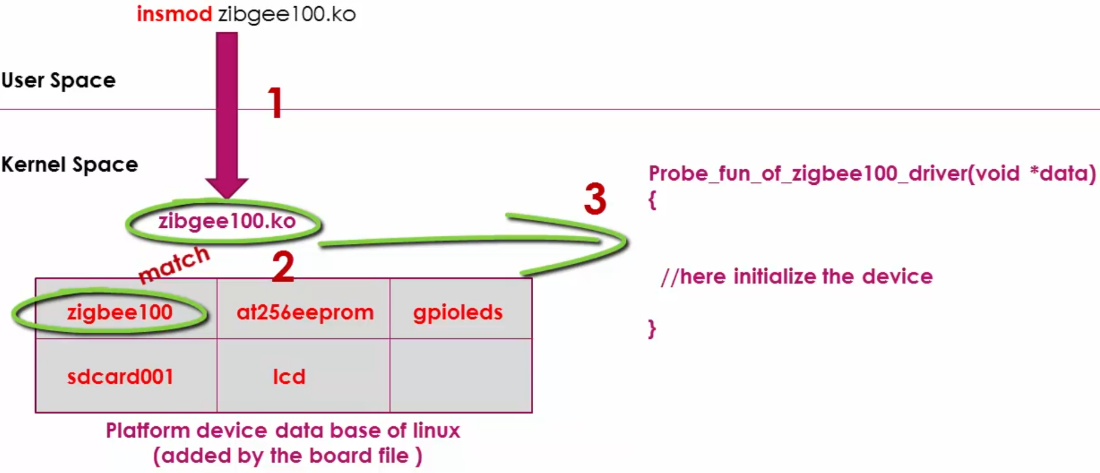 insmod zibgee100.ko
1
User Space
Kernel Space
zibgee100.ko
match
2
3
Probe_fun_of_zigbee100_driver(void *data)
{
//here initialize the device
}
zigbee100 at256eeprom gpioleds
sdcard001 lcd
Platform device data base of linux
(added by the board file )